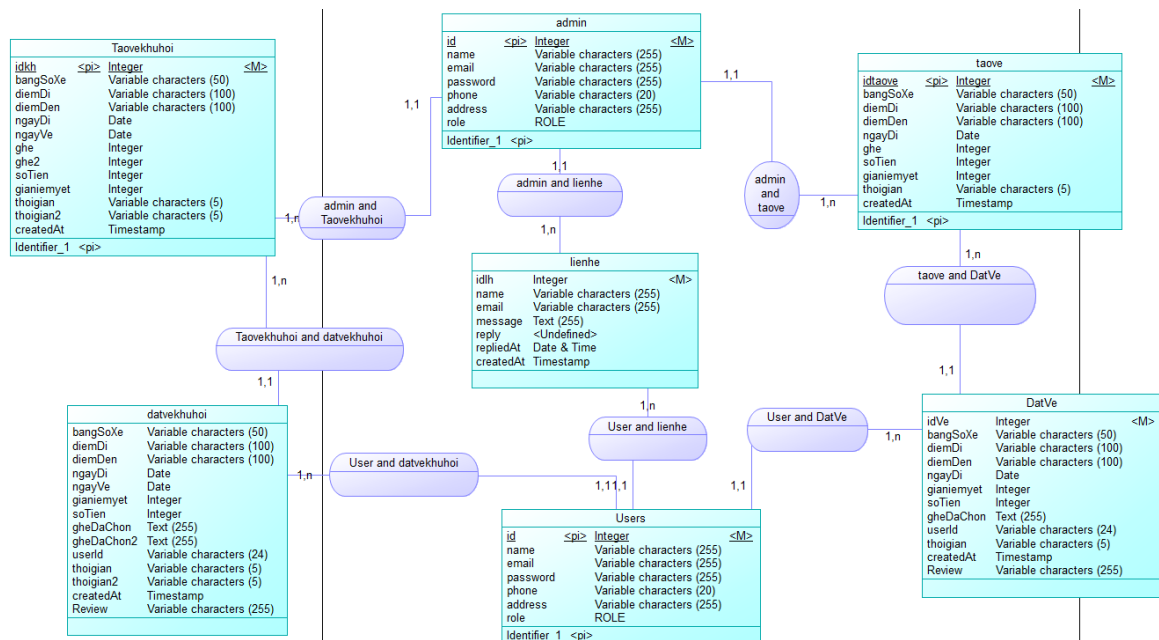 admin
id <pi> Integer <M>
name Variable characters (255)
email Variable characters (255)
password Variable characters (255)
phone Variable characters (20)
address Variable characters (255)
role ROLE
Identifier_1 <pi>
Taovekhuhoi
idkh <pi> Integer <M>
bangSoXe Variable characters (50)
diemDi Variable characters (100)
diemDen Variable characters (100)
ngayDi Date
ngayVe Date
ghe Integer
ghe2 Integer
soTien Integer
gianiemyet Integer
thoigian Variable characters (5)
thoigian2 Variable characters (5)
createdAt Timestamp
Identifier_1 <pi>
taove
idtaove <pi> Integer <M>
bangSoXe Variable characters (50)
diemDi Variable characters (100)
diemDen Variable characters (100)
ngayDi Date
ghe Integer
soTien Integer
gianiemyet Integer
thoigian Variable characters (5)
createdAt Timestamp
Identifier_1 <pi>
1,1
1,1
1,1
admin and lienhe
admin and
Taovekhuhoi
1,n
admin
and
taove
1,n
1,n
lienhe
idlh Integer <M>
name Variable characters (255)
email Variable characters (255)
message Text (255)
reply <Undefined>
repliedAt Date & Time
createdAt Timestamp
1,n
taove and DatVe
1,1
1,n
Taovekhuhoi and datvekhuhoi
1,1
datvekhuhoi
bangSoXe Variable characters (50)
diemDi Variable characters (100)
diemDen Variable characters (100)
ngayDi Date
ngayVe Date
gianiemyet Integer
soTien Integer
gheDaChon Text (255)
gheDaChon2 Text (255)
userId Variable characters (24)
thoigian Variable characters (5)
thoigian2 Variable characters (5)
createdAt Timestamp
Review Variable characters (255)
1,n
User and lienhe
User and DatVe
1,n
1,1
User and datvekhuhoi
1,n
1,1
1,1
DatVe
idVe Integer <M>
bangSoXe Variable characters (50)
diemDi Variable characters (100)
diemDen Variable characters (100)
ngayDi Date
gianiemyet Integer
soTien Integer
gheDaChon Text (255)
userId Variable characters (24)
thoigian Variable characters (5)
createdAt Timestamp
Review Variable characters (255)
Users
id <pi> Integer <M>
name Variable characters (255)
email Variable characters (255)
password Variable characters (255)
phone Variable characters (20)
address Variable characters (255)
role ROLE
Identifier_1 <pi>